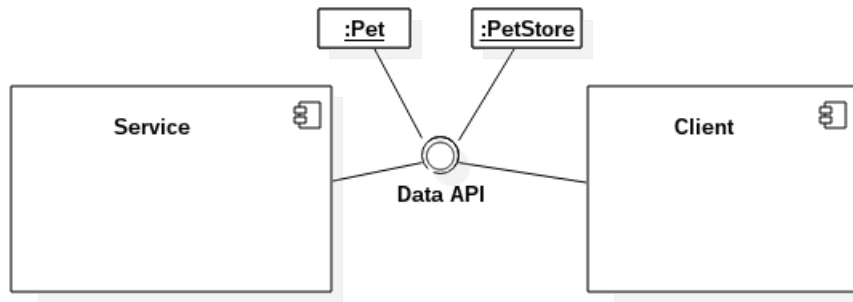 :Pet
:PetStore
Service
Client
Data API